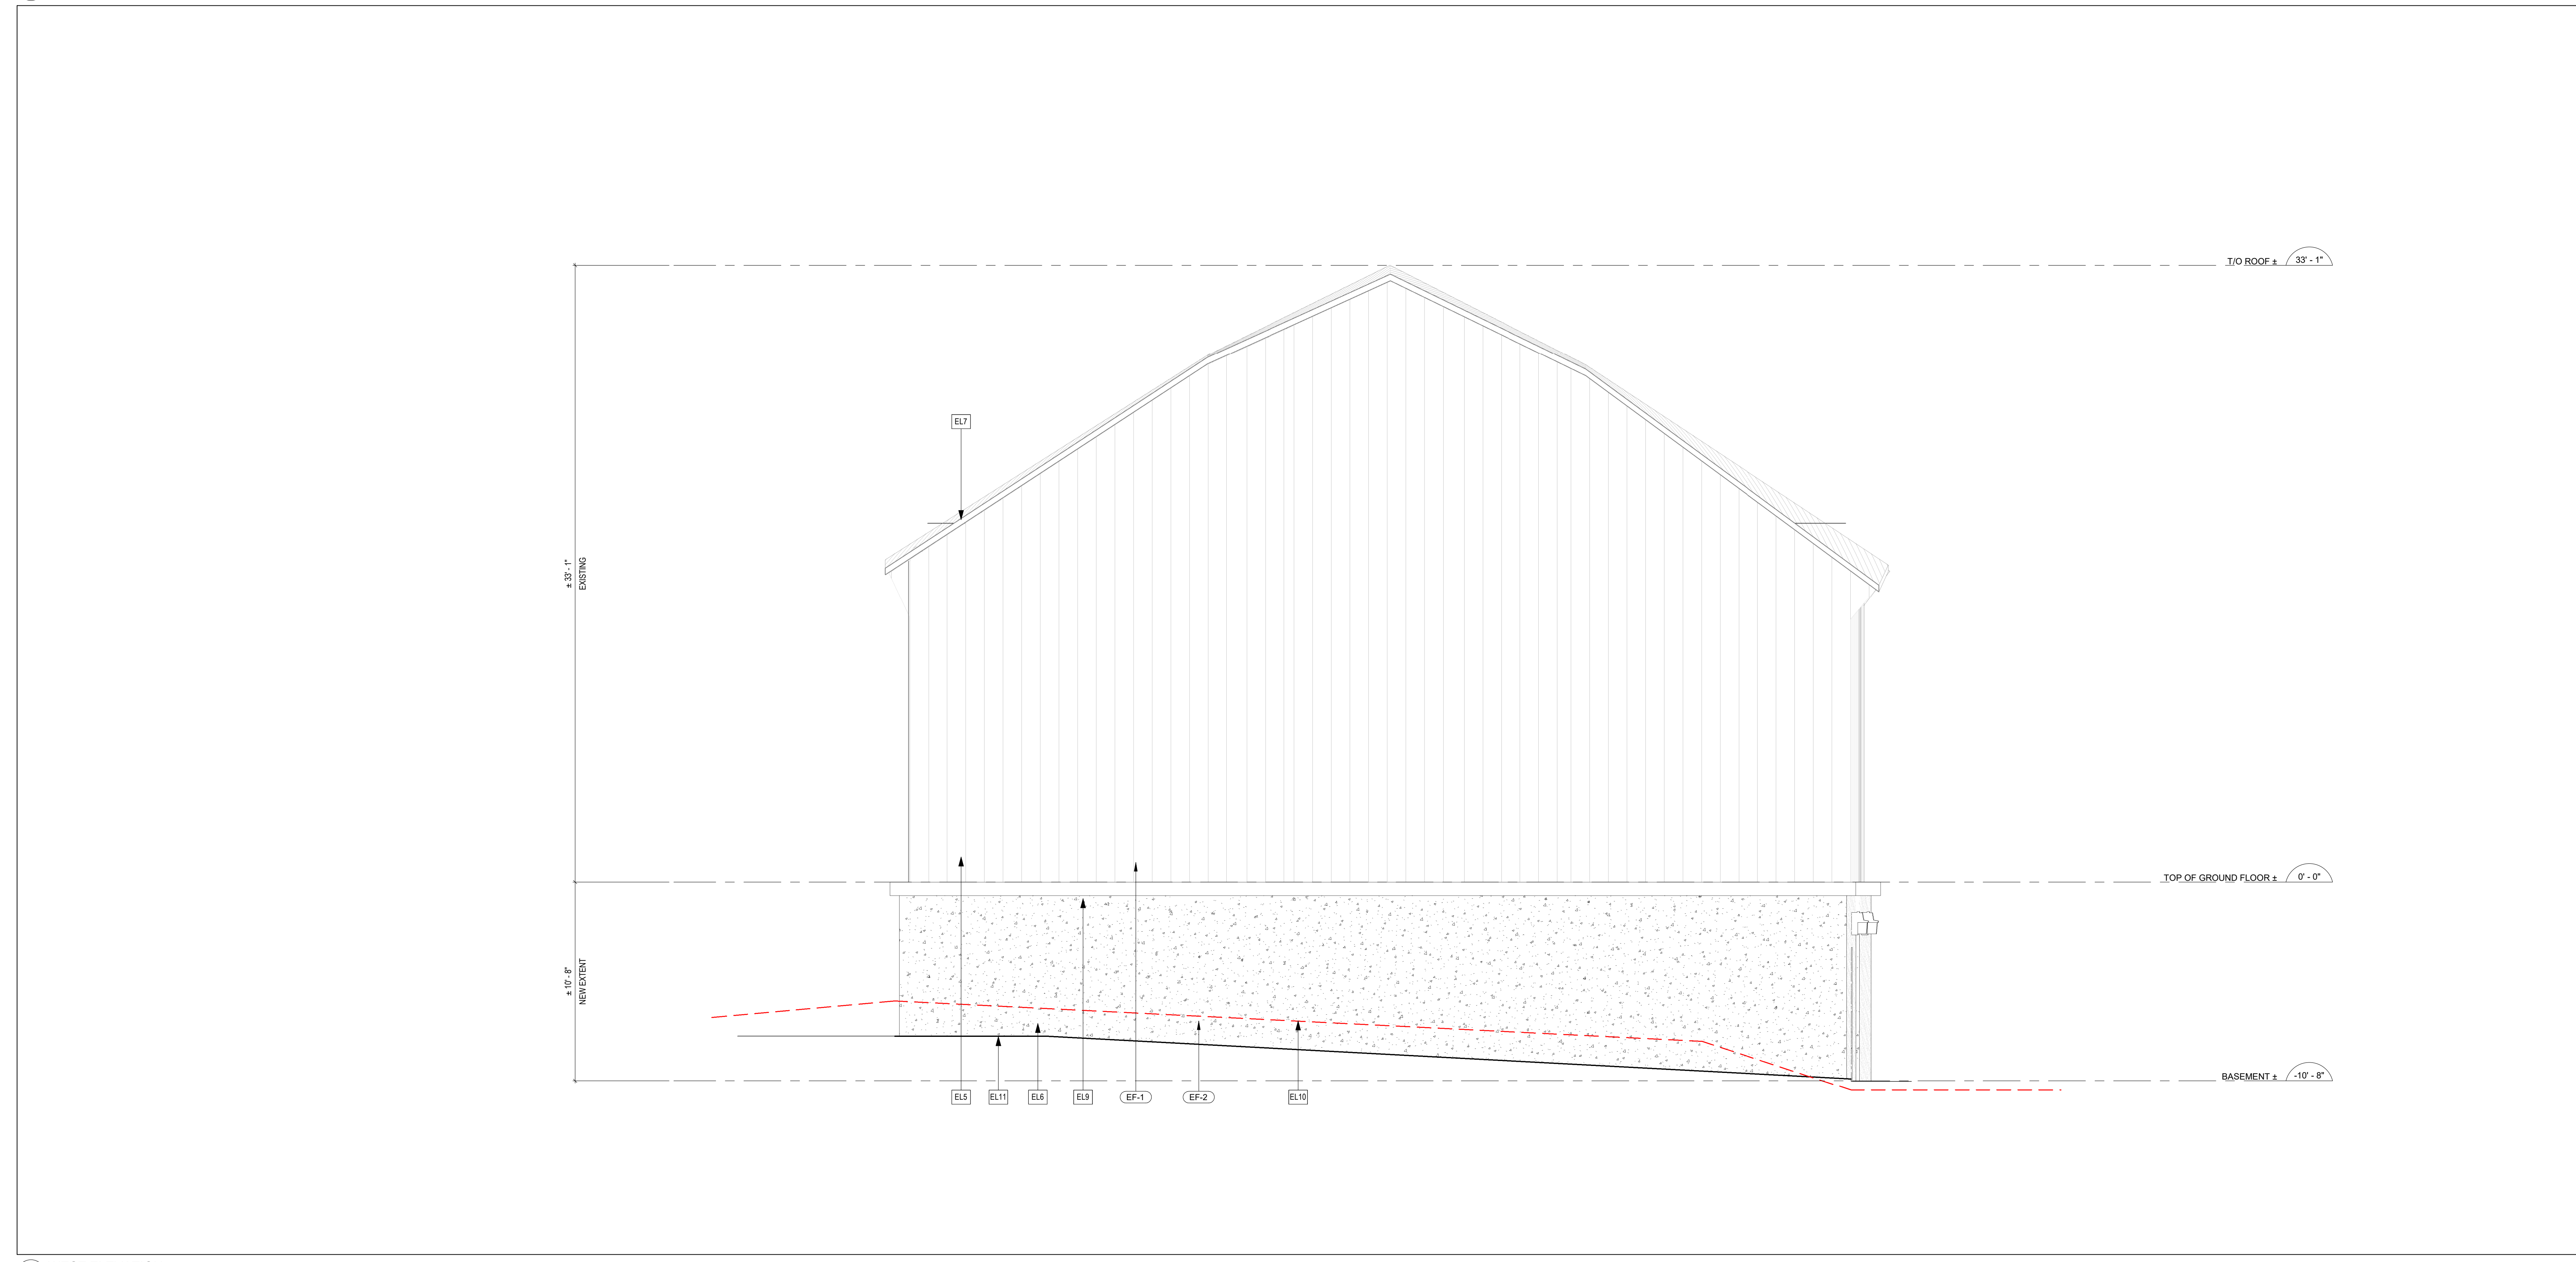 T/O ROOF ± 33' - 1"
EL7
± 33' - 1"
EXISTING
TOP OF GROUND FLOOR ± 0' - 0"
± 10' - 8"
NEW EXTENT
BASEMENT ± -10' - 8"
EL5 EL11 EL6 EL9 EF-1 EF-2 EL10